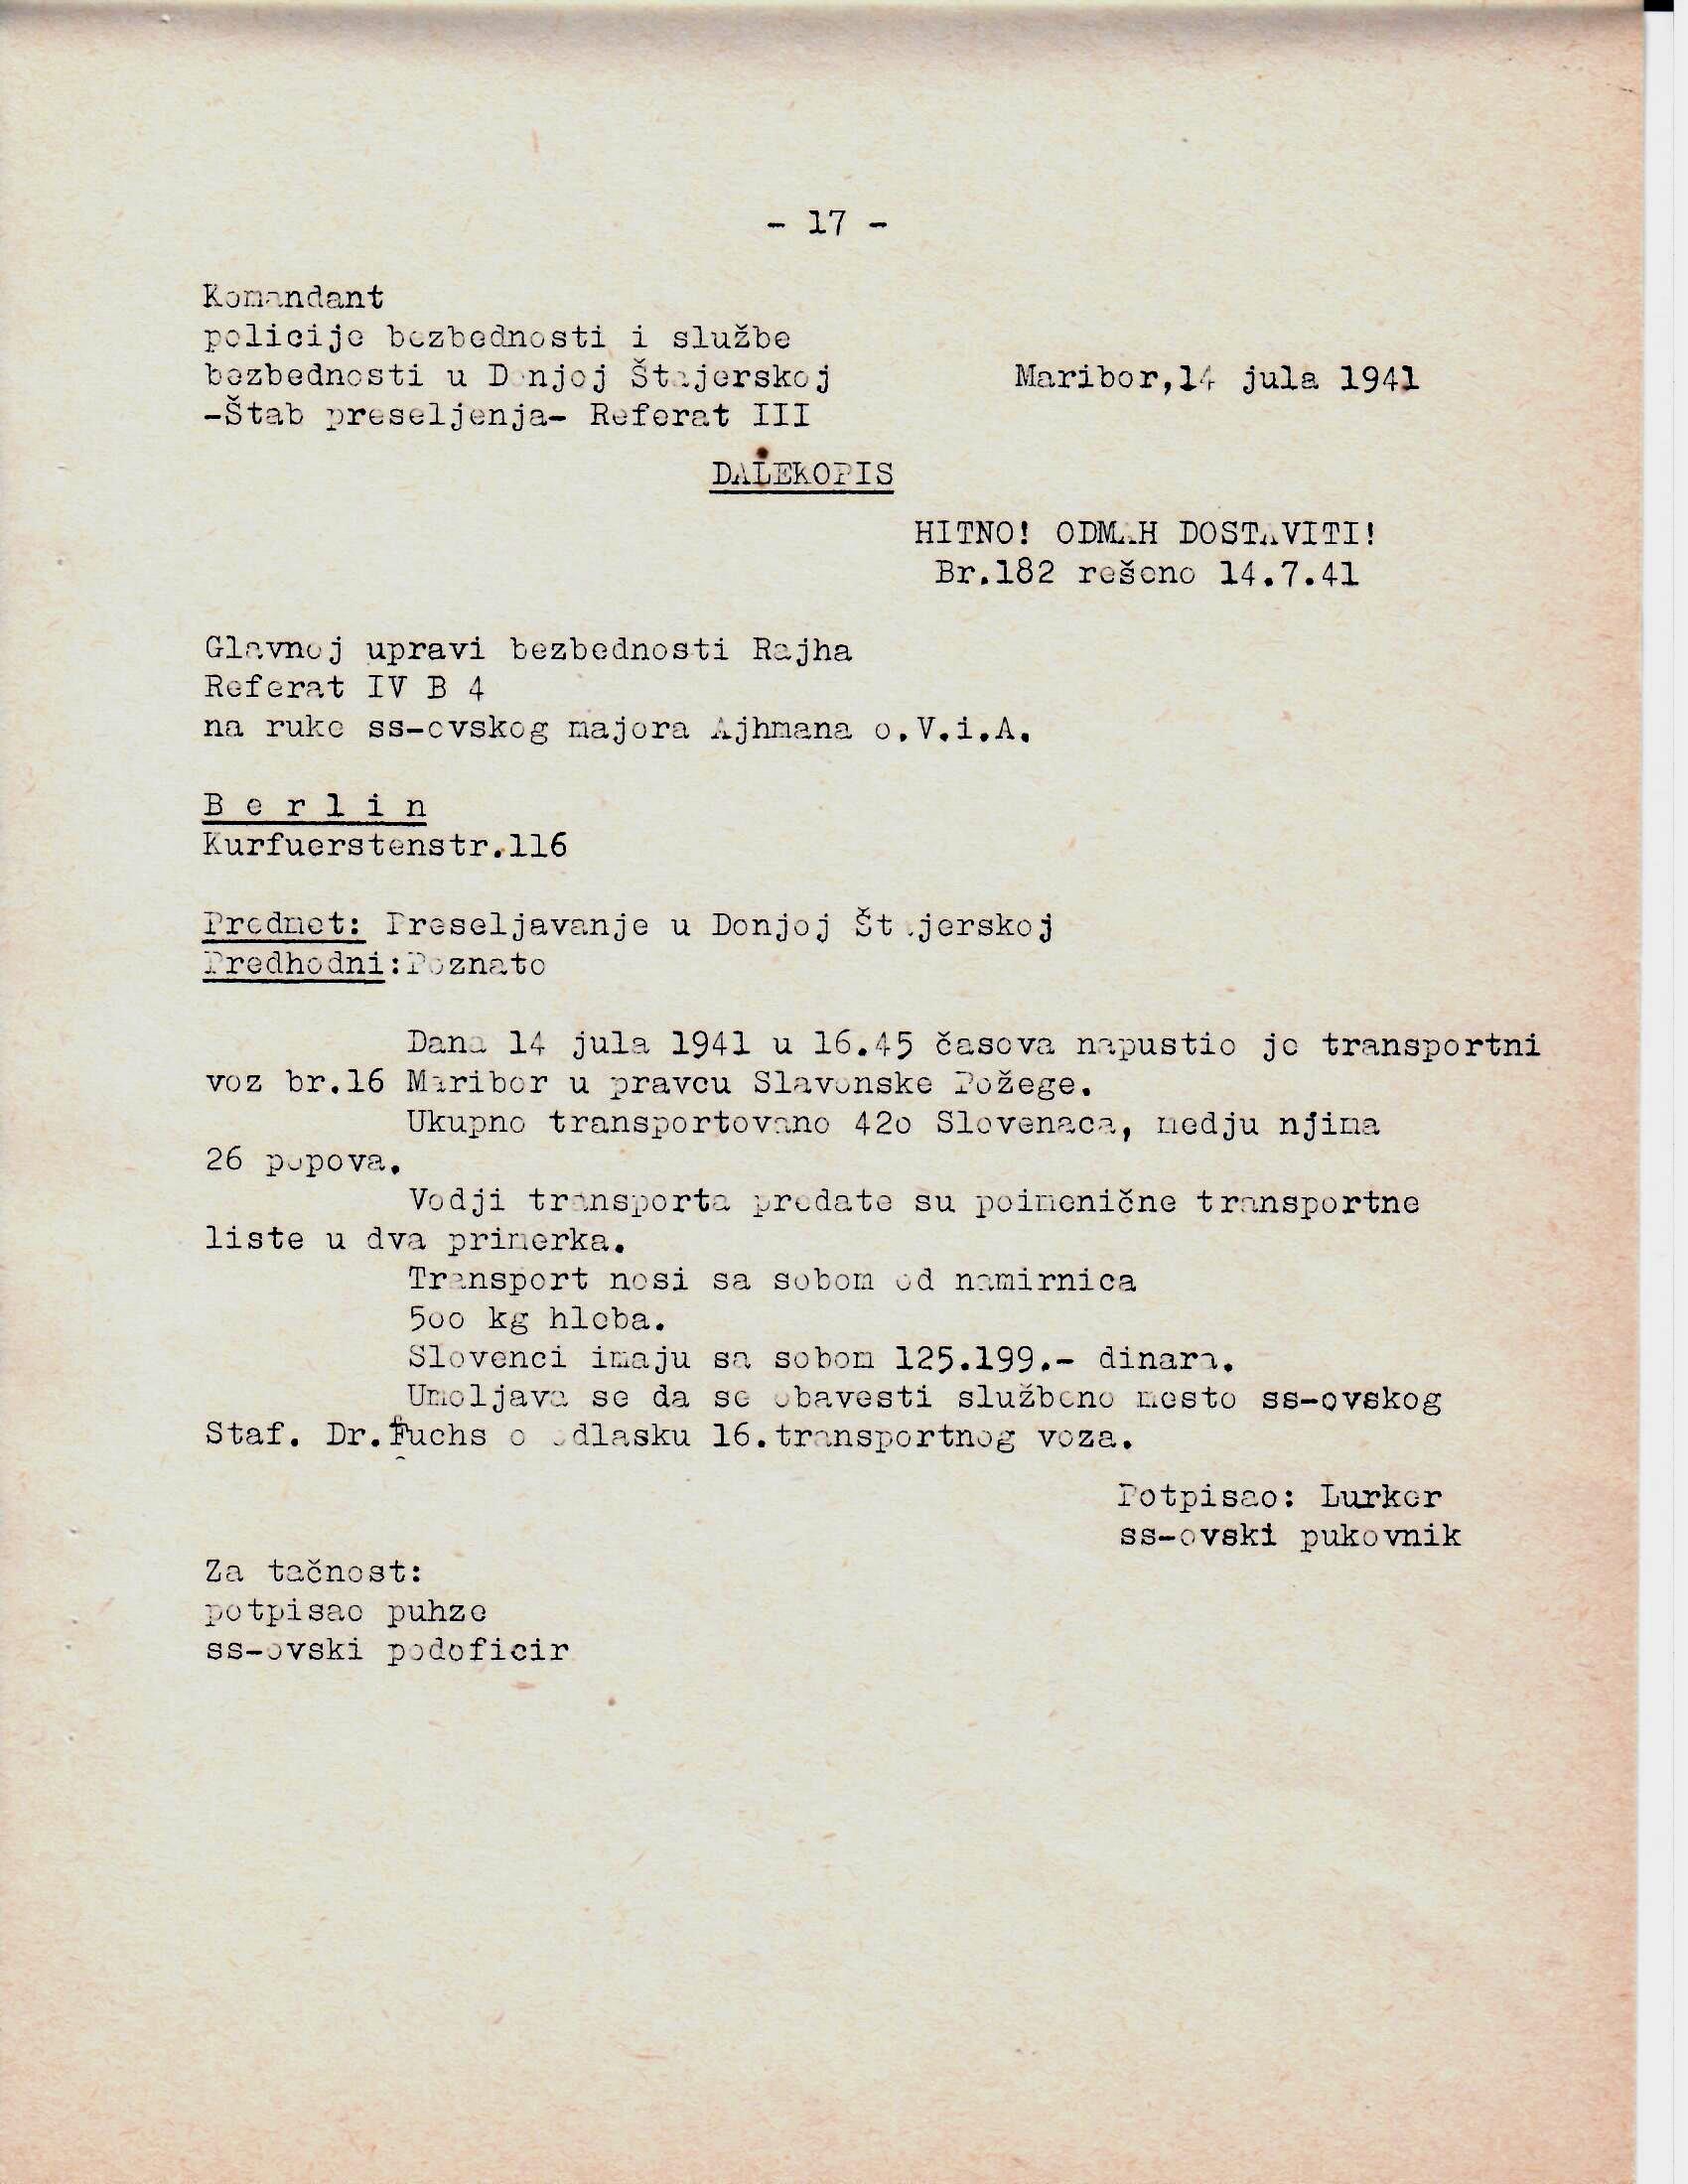 - 17 -
Komandant
policije bezbednosti i službe
bezbednosti u Donjoj Štajerskoj
Maribor,14 jula 1941
-Štab preseljenja- Referat III
DALEKOPIS
HITNO! ODMAH DOSTAVITI!
Br.182 rešeno 14.7.41
Glavnoj upravi bezbednosti Rajha
Referat IV B 4
na ruke ss-ovskog majora Ajhmana o.V.i.A.
B e r l i n
Kurfuerstenstr.116
Predmet: Preseljavanje u Donjoj Štajerskoj
Predhodni:Poznato
Dana 14 jula 1941 u 16.45 časova napustio je transportni
voz br.16 Maribor u pravcu Slavonske Požege.
Ukupno transportovano 42o Slovenaca, medju njima
26 popova.
Vodji transporta predate su poimenične transportne
liste u dva primerka.
Transport nosi sa sobom od namirnica
5oo kg hleba.
Slovenci imaju sa sobom 125.199.- dinara.
Umoljava se da se obavesti službeno mesto ss-ovskog
Staf. Dr.Fuchs o odlasku 16.transportnog voza.
Potpisao: Lurker
ss-ovski pukovnik
Za tačnost:
potpisao puhze
ss-ovski podoficir